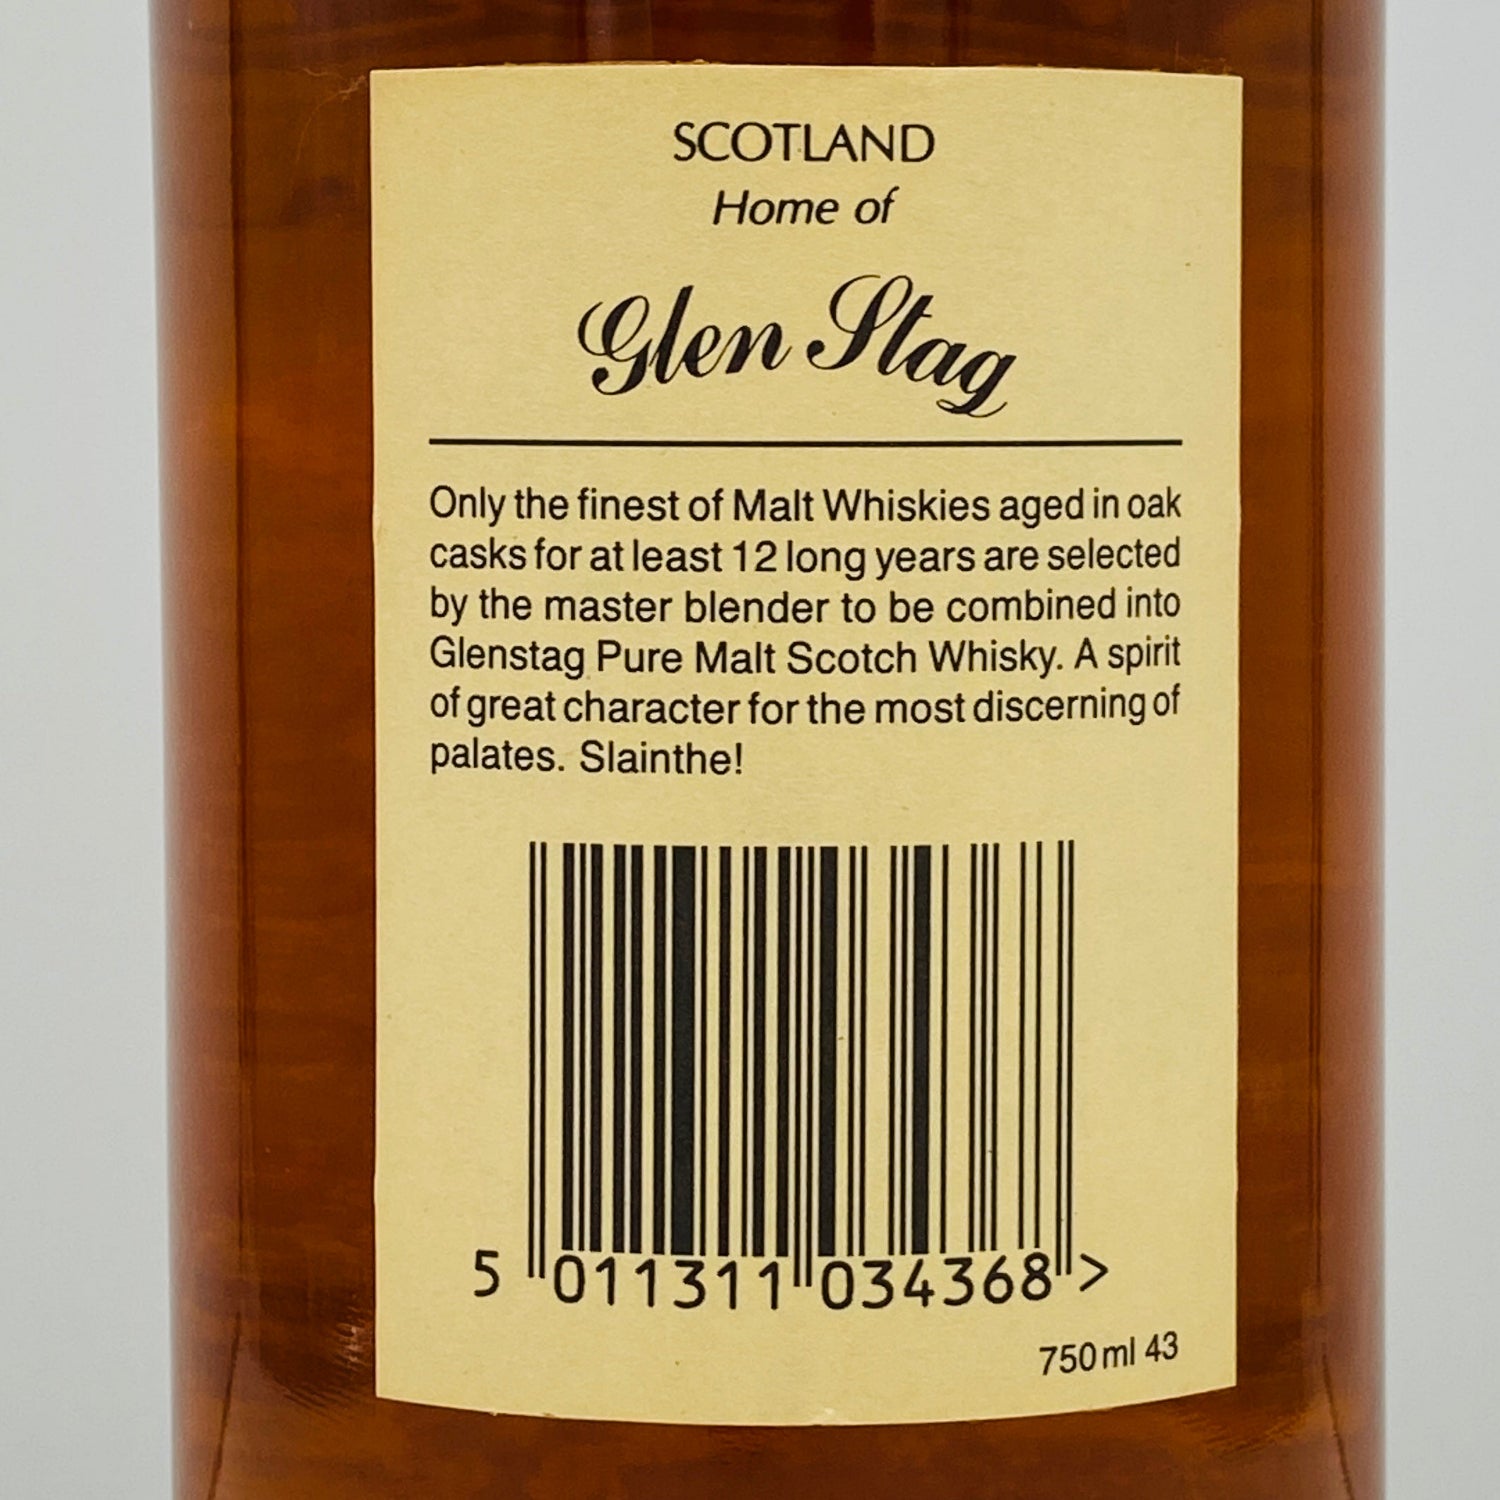 SCOTLAND
Home of
Glen Stag
Only the finest of Malt Whiskies aged in oak
casks for at least 12 long years are selected
by the master blender to be combined into
Glenstag Pure Malt Scotch Whisky. A spirit
of great character for the most discerning of
palates. Slainthe!
5 011311 034368 >
750 ml 43